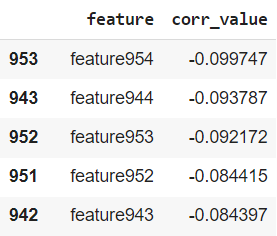 feature corr_value
953 feature954 -0.099747
943 feature944 -0.093787
952 feature953 -0.092172
951 feature952 -0.084415
942 feature943 -0.084397